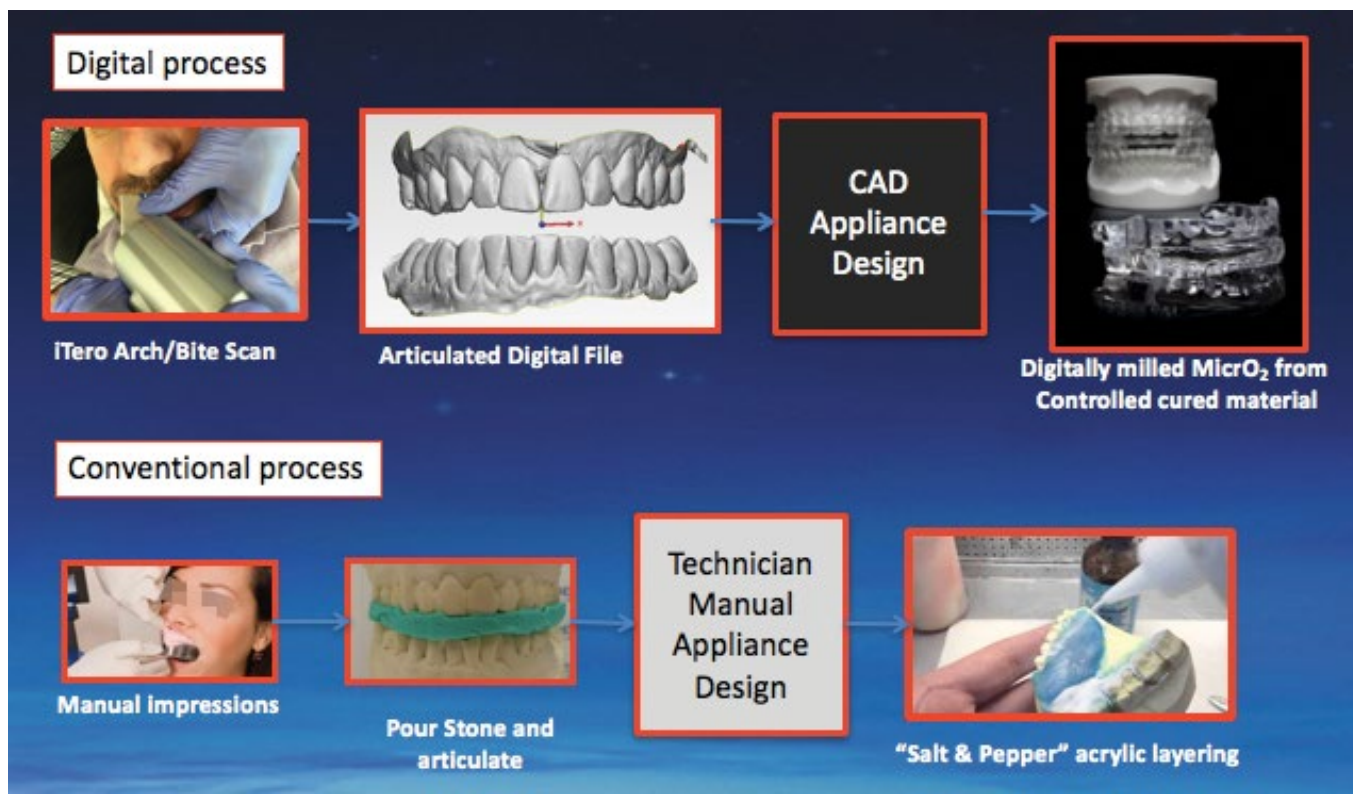 Digital process
iTero Arch/Bite Scan
Articulated Digital File
CAD
Appliance
Design
Digitally milled MicrO₂ from
Controlled cured material
Conventional process
Manual impressions
Pour Stone and
articulate
Technician
Manual
Appliance
Design
“Salt & Pepper” acrylic layering